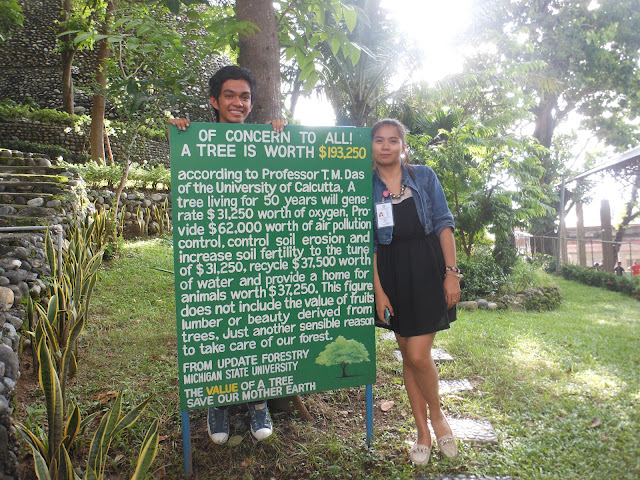 OF CONCERN TO ALL!
A TREE IS WORTH $193,250
according to Professor T. M. Das
of the University of Calcutta, A
tree living for 50 years will gene-
rate $31,250 worth of oxygen, Pro-
vide $62,000 worth of air pollution
control, control soil erosion and
increase soil fertility to the tune
of $31,250, recycle $37,500 worth
of water and provide a home for
animals worth $37,250. This figure
does not include the value of fruits
lumber or beauty derived from
trees, Just another sensible reason
to take care of our forest.
FROM UPDATE FORESTRY
MICHIGAN STATE UNIVERSITY
THE VALUE OF A TREE
SAVE OUR MOTHER EARTH